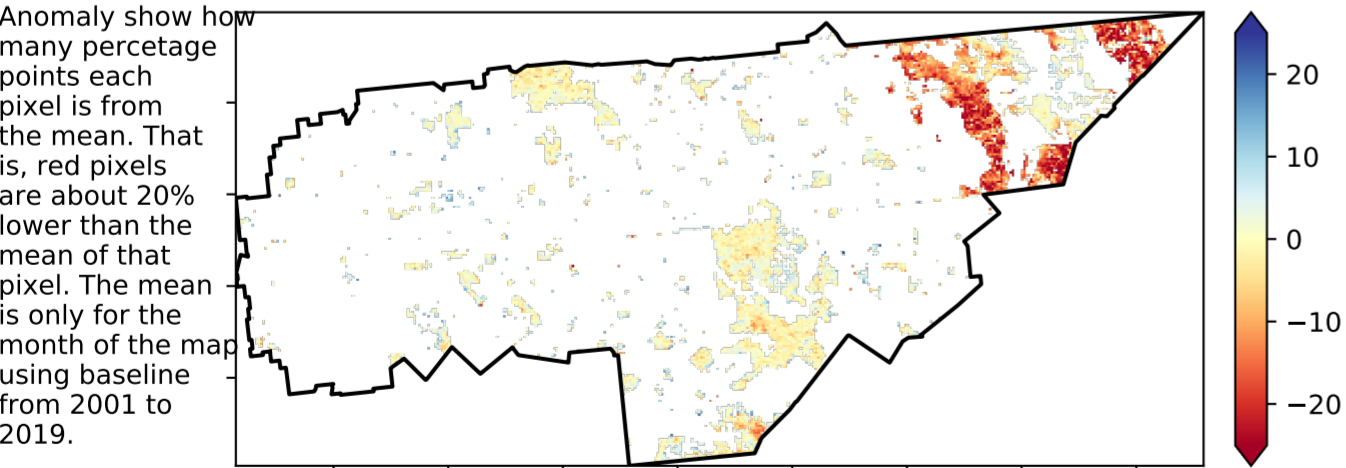 Anomaly show how
many percetage
points each
pixel is from
the mean. That
is, red pixels
are about 20%
lower than the
mean of that
pixel. The mean
is only for the
month of the map
using baseline
from 2001 to
2019.
20
10
0
−10
−20